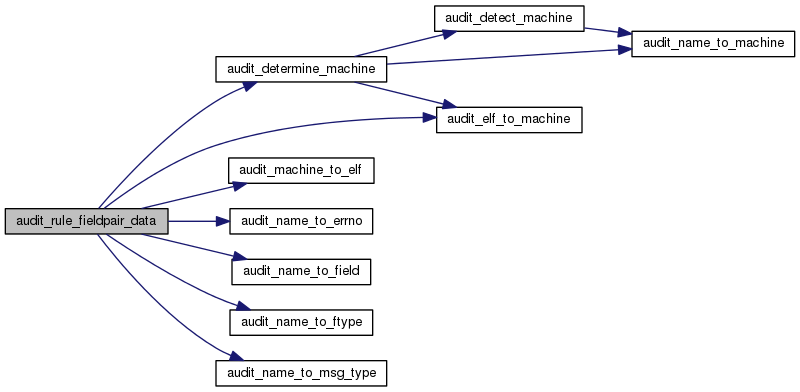 audit_detect_machine
audit_name_to_machine
audit_determine_machine
audit_elf_to_machine
audit_machine_to_elf
audit_rule_fieldpair_data
audit_name_to_errno
audit_name_to_field
audit_name_to_ftype
audit_name_to_msg_type